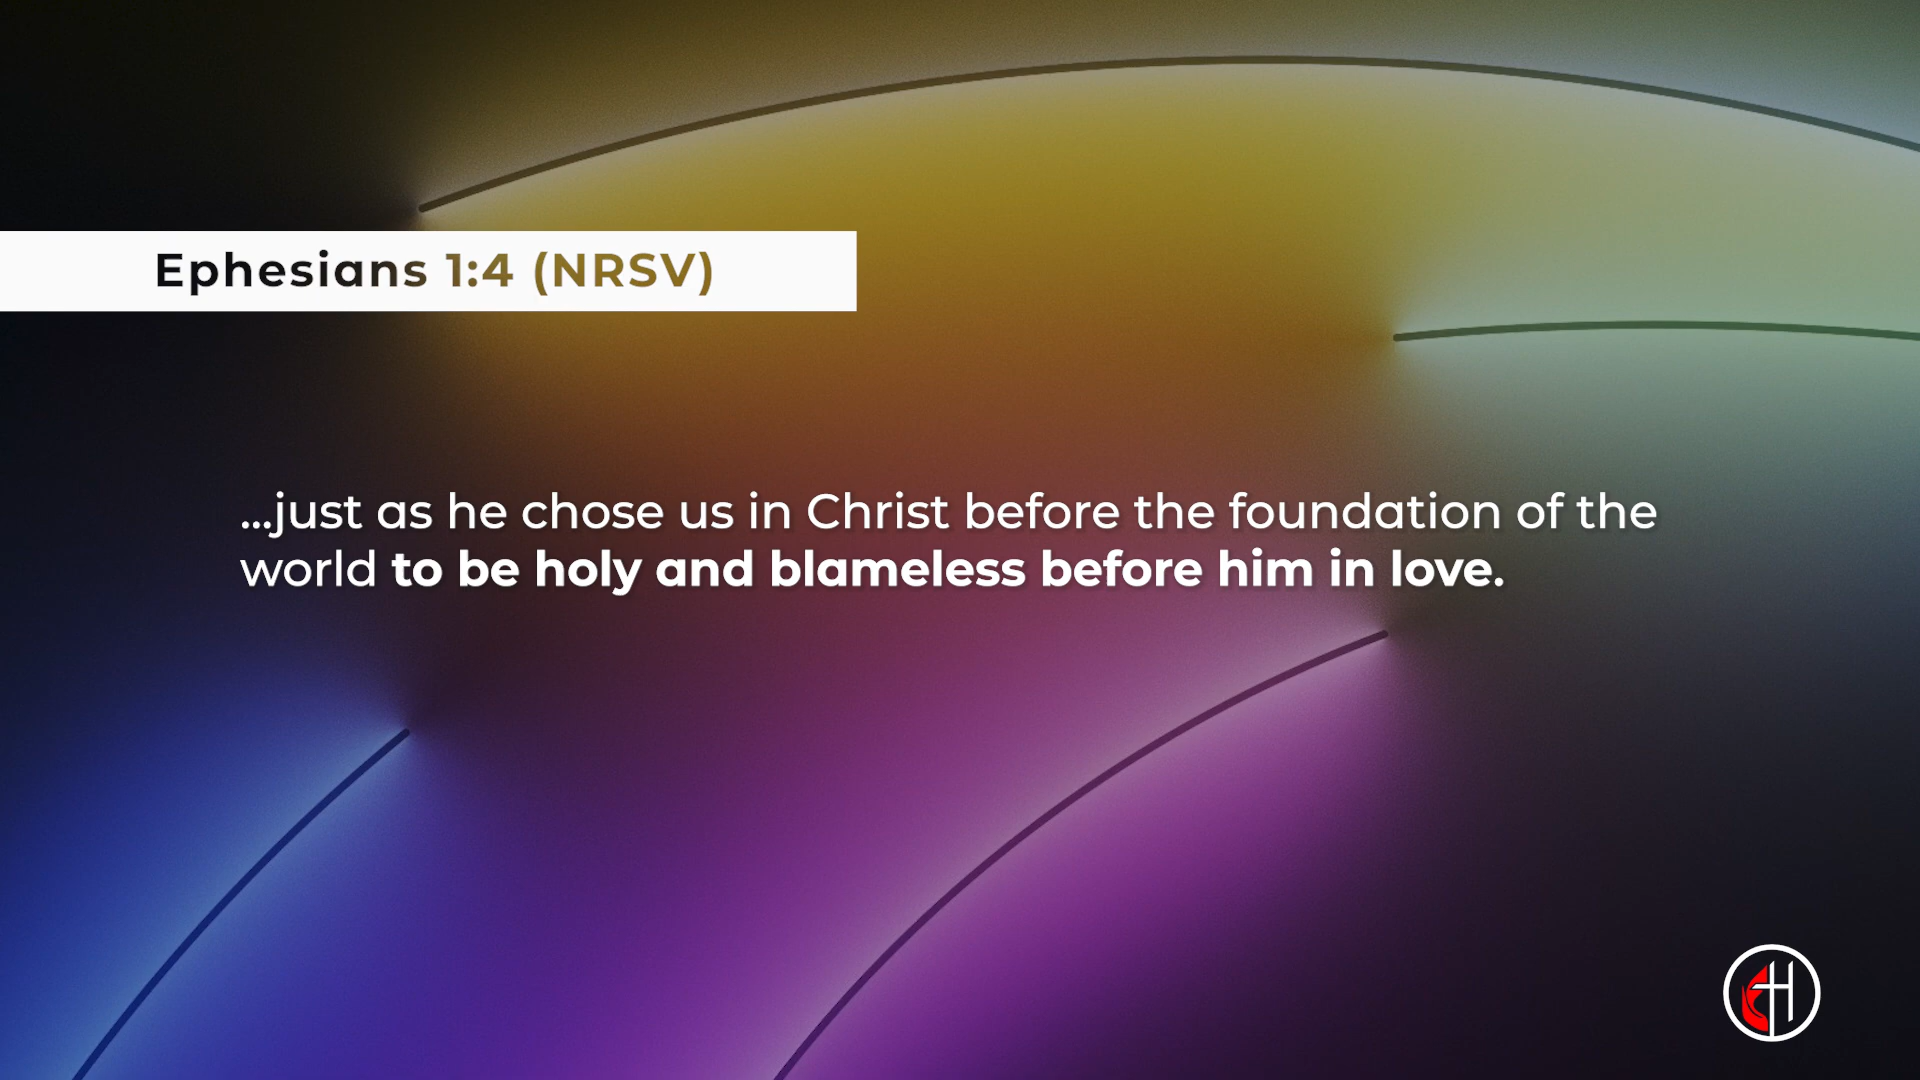 Ephesians 1:4 (NRSV)
...just as he chose us in Christ before the foundation of the
world to be holy and blameless before him in love.